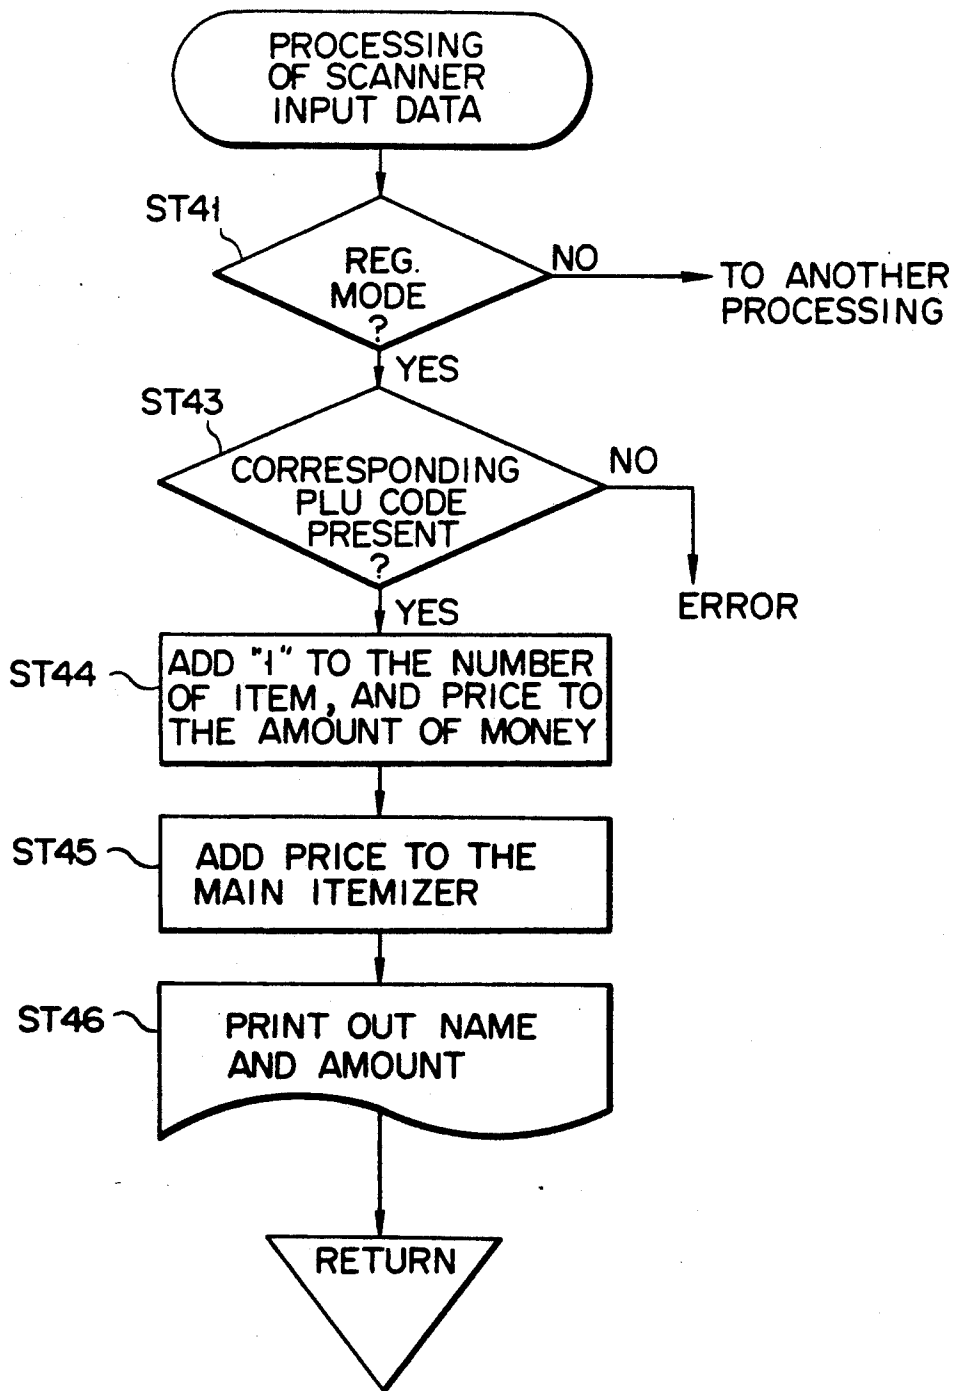 PROCESSING
OF SCANNER
INPUT DATA
ST41
REG.
MODE
?
NO
TO ANOTHER
PROCESSING
YES
ST43
CORRESPONDING
PLU CODE
PRESENT
?
NO
ERROR
YES
ST44
ADD "1" TO THE NUMBER
OF ITEM, AND PRICE TO
THE AMOUNT OF MONEY
ST45
ADD PRICE TO THE
MAIN ITEMIZER
ST46
PRINT OUT NAME
AND AMOUNT
RETURN